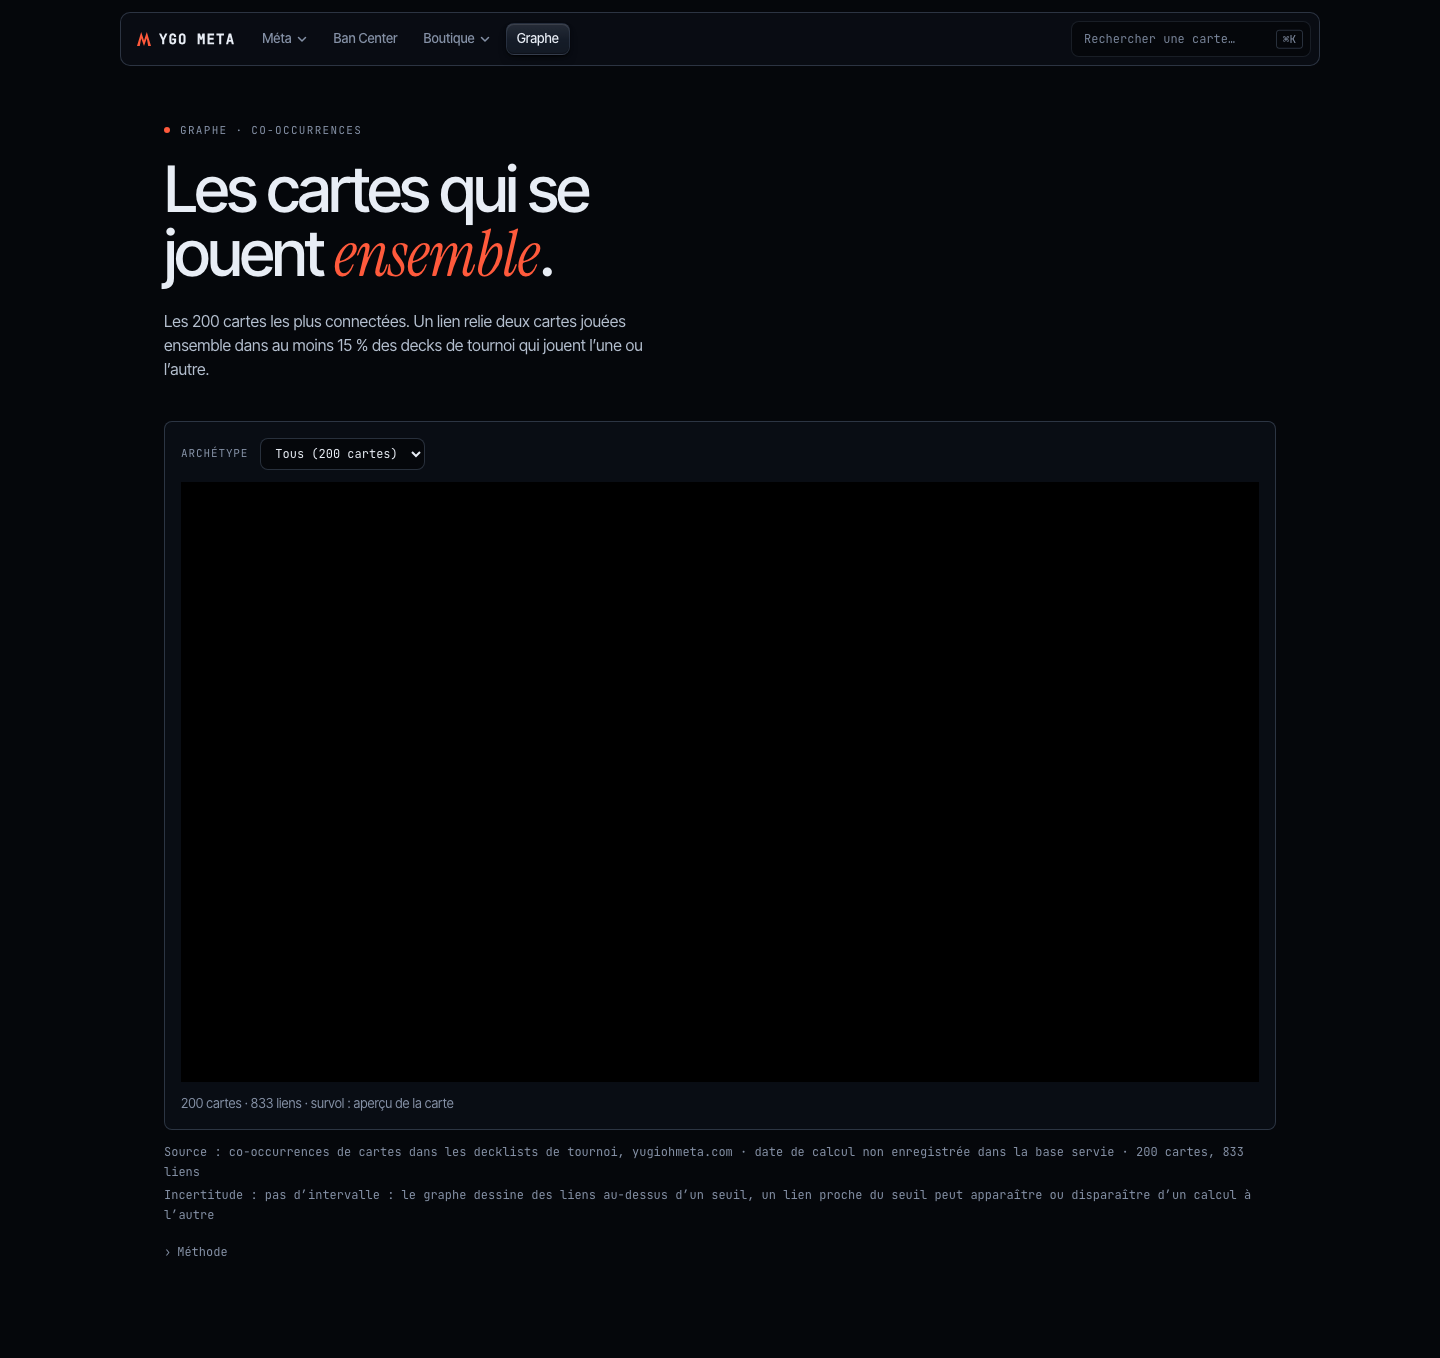 YGO META
Méta
Ban Center
Boutique
Graphe
Rechercher une carte…
⌘K
GRAPHE · CO-OCCURRENCES
Les cartes qui se
jouent ensemble.
Les 200 cartes les plus connectées. Un lien relie deux cartes jouées
ensemble dans au moins 15 % des decks de tournoi qui jouent l’une ou
l’autre.
ARCHÉTYPE
Tous (200 cartes)
200 cartes · 833 liens · survol : aperçu de la carte
Source : co-occurrences de cartes dans les decklists de tournoi, yugiohmeta.com · date de calcul non enregistrée dans la base servie · 200 cartes, 833
liens
Incertitude : pas d’intervalle : le graphe dessine des liens au-dessus d’un seuil, un lien proche du seuil peut apparaître ou disparaître d’un calcul à
l’autre
› Méthode